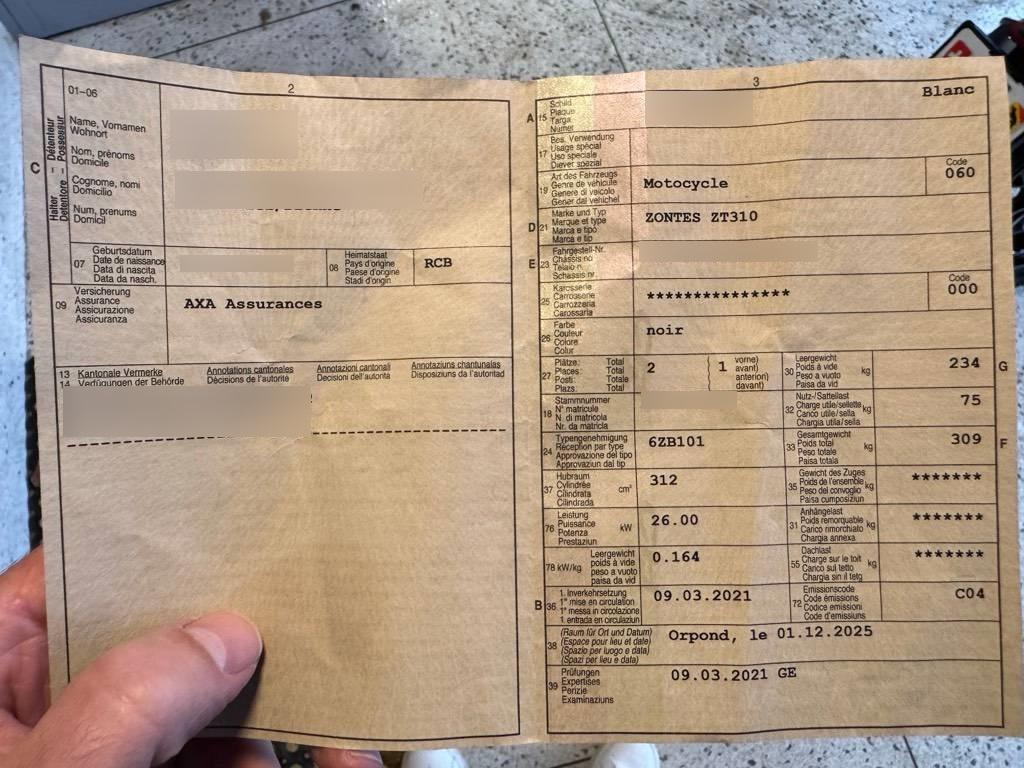 2
01-06
C
Halter – Détenteur
Detentore – Possessur
Name, Vornamen
Wohnort
Nom, prénoms
Domicile
Cognome, nomi
Domicilio
Num, prenums
Domicil
07
Geburtsdatum
Date de naissance
Data di nascita
Data da nasch.
08
Heimatstaat
Pays d'origine
Paese d'origine
Stadi d'origin
RCB
09
Versicherung
Assurance
Assicurazione
Assicuranza
AXA Assurances
13 Kantonale Vermerke
Annotations cantonales
Annotazioni cantonali
Annotaziuns chantunalas
14 Verfügungen der Behörde
Décisions de l'autorité
Decisioni dell'autorità
Disposiziuns da l'autoritad
3
Blanc
A 15
Schild
Plaque
Targa
Numer
17
Bes. Verwendung
Usage spécial
Uso speciale
Diever spezial
19
Art des Fahrzeugs
Genre de véhicule
Genere di veicolo
Gener dal vehichel
Motocycle
Code
060
D 21
Marke und Typ
Marque et type
Marca e tipo
Marca e tip
ZONTES ZT310
E 23
Fahrgestell-Nr.
Châssis no
Telaio n.
Schassis nr.
25
Karosserie
Carrosserie
Carrozzeria
Carossaria
***************
Code
000
26
Farbe
Couleur
Colore
Colur
noir
27
Plätze: Total
Places: Total
Posti: Totale
Plazs: Total
2
1
vorne)
avant)
anteriori)
davant)
30
Leergewicht
Poids à vide
Peso a vuoto
Paisa da vid
kg
234
G
18
Stammnummer
N° matricule
N. di matricola
Nr. da matricla
32
Nutz-/Sattellast
Charge utile/sellette
Carico utile/sella
Chargia utila/sella
kg
75
24
Typengenehmigung
Réception par type
Approvazione del tipo
Approvaziun dal tip
6ZB101
33
Gesamtgewicht
Poids total
Peso totale
Paisa totala
kg
309
F
37
Hubraum
Cylindrée
Cilindrata
Cilindrada
cm³
312
35
Gewicht des Zuges
Poids de l'ensemble
Peso del convoglio
Paisa cumposiziun
kg
*******
76
Leistung
Puissance
Potenza
Prestaziun
kW
26.00
31
Anhängelast
Poids remorquable
Carico rimorchiato
Chargia annexa
kg
*******
78 kW/kg
Leergewicht
poids à vide
peso a vuoto
paisa da vid
0.164
55
Dachlast
Charge sur le toit
Carico sul tetto
Chargia sin il tetg
kg
*******
B 36
1. Inverkehrsetzung
1re mise en circulation
1a messa in circolazione
1. entrada en circulaziun
09.03.2021
72
Emissionscode
Code émissions
Codice emissioni
Code d'emissiuns
C04
38
(Raum für Ort und Datum)
(Espace pour lieu et date)
(Spazio per luogo e data)
(Spazi per lieu e data)
Orpond, le 01.12.2025
39
Prüfungen
Expertises
Perizie
Examinaziuns
09.03.2021 GE